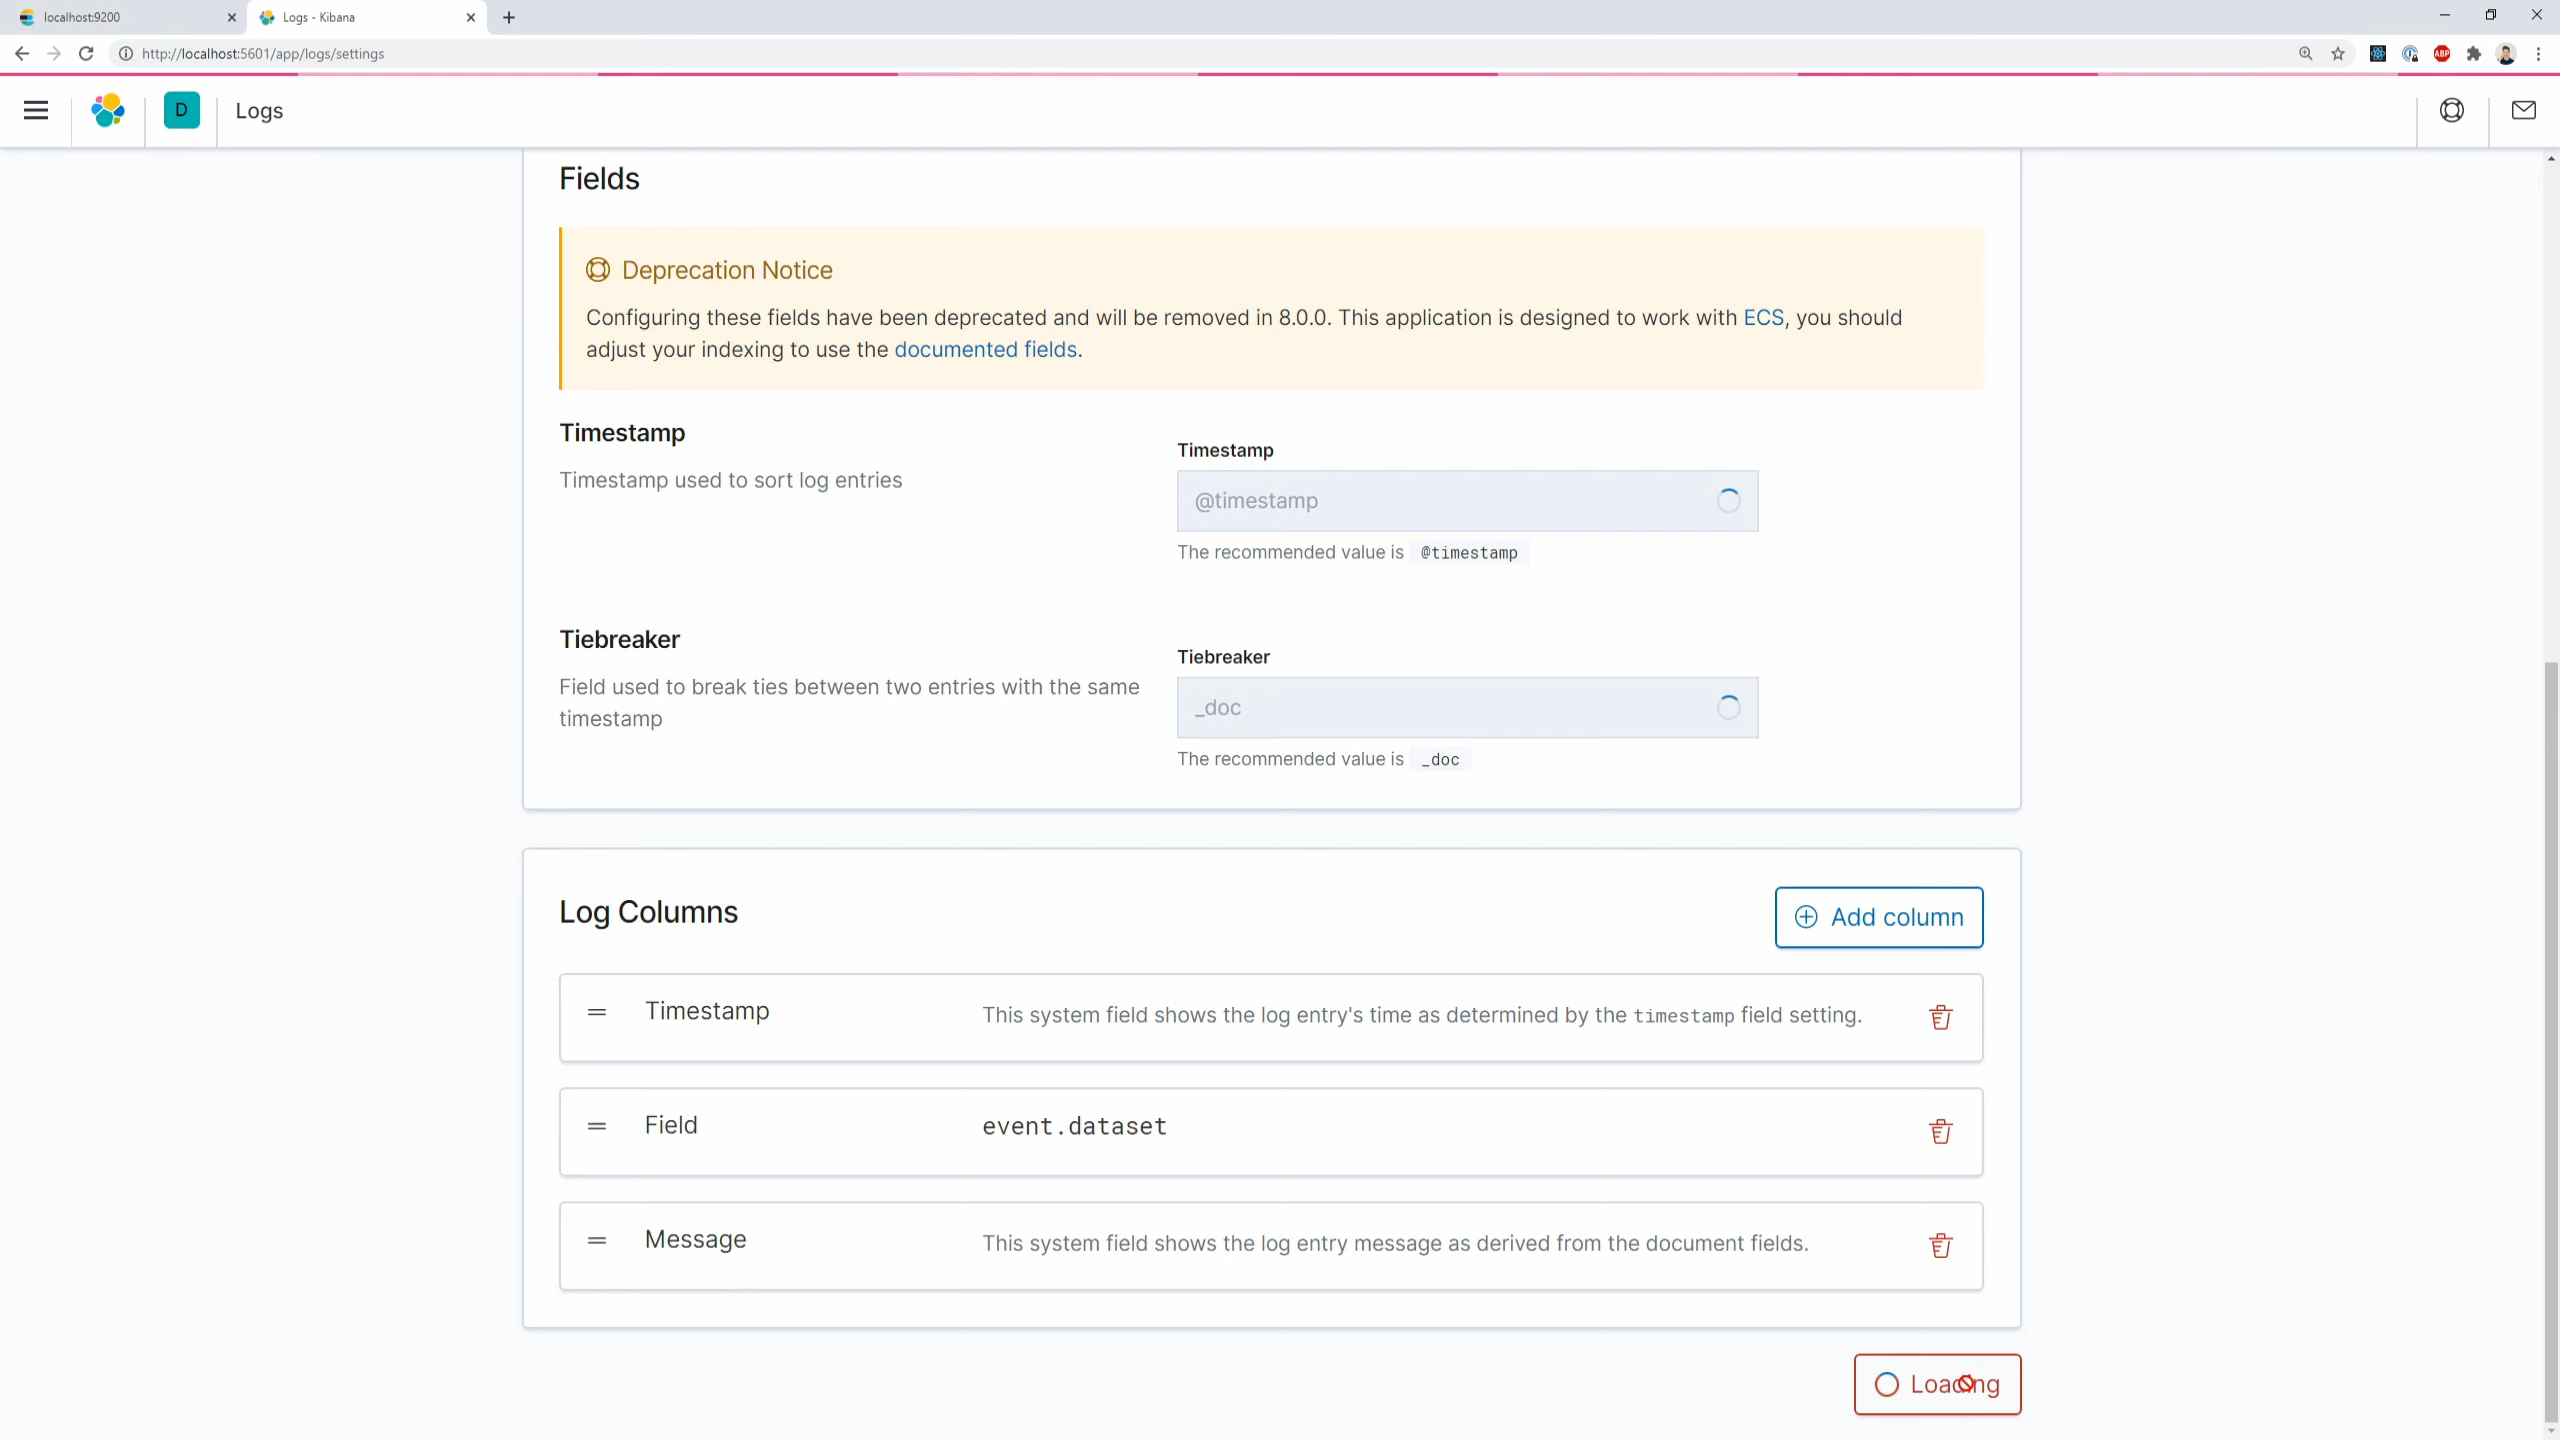 localhost:9200
Logs - Kibana
http://localhost:5601/app/logs/settings
ABP
D
Logs
Fields
Deprecation Notice
Configuring these fields have been deprecated and will be removed in 8.0.0. This application is designed to work with ECS, you should
adjust your indexing to use the documented fields.
Timestamp
Timestamp used to sort log entries
Timestamp
@timestamp
The recommended value is @timestamp
Tiebreaker
Field used to break ties between two entries with the same
timestamp
Tiebreaker
_doc
The recommended value is _doc
Log Columns
Add column
Timestamp
This system field shows the log entry's time as determined by the timestamp field setting.
Field
event.dataset
Message
This system field shows the log entry message as derived from the document fields.
Loading